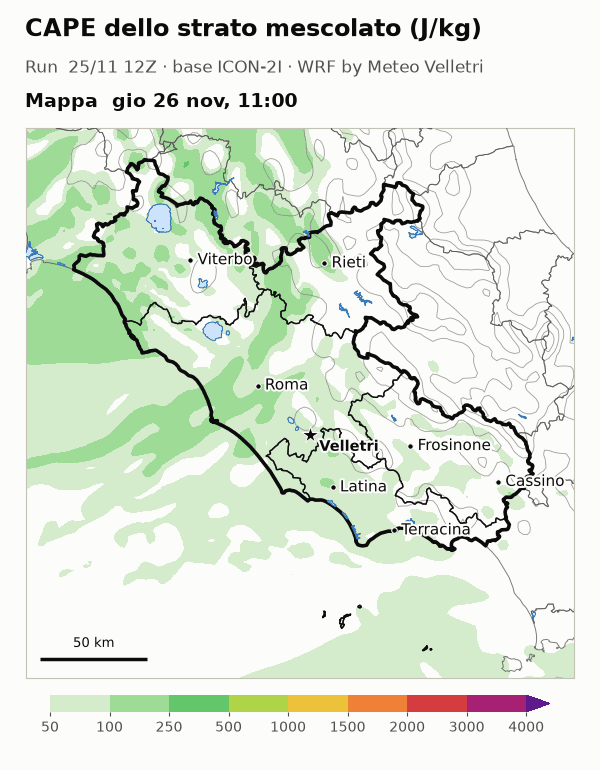 CAPE dello strato mescolato (J/kg)
Run  25/11 12Z · base ICON-2I · WRF by Meteo Velletri
Mappa  gio 26 nov, 11:00
Viterbo
Rieti
Roma
Velletri
Frosinone
Cassino
Latina
Terracina
50 km
50 100 250 500 1000 1500 2000 3000 4000